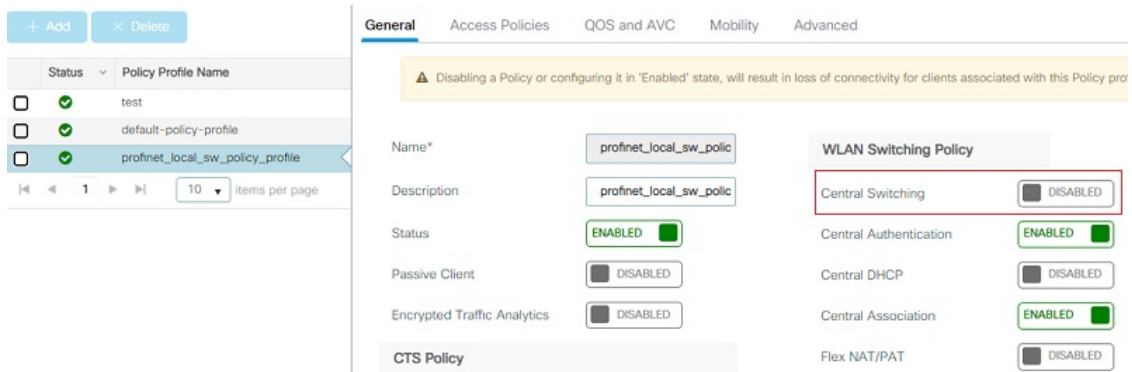 + Add
× Delete
Status
Policy Profile Name
test
default-policy-profile
profinet_local_sw_policy_profile
1
10
items per page
General
Access Policies
QOS and AVC
Mobility
Advanced
Disabling a Policy or configuring it in 'Enabled' state, will result in loss of connectivity for clients associated with this Policy pro
Name*
profinet_local_sw_polic
Description
profinet_local_sw_polic
Status
ENABLED
Passive Client
DISABLED
Encrypted Traffic Analytics
DISABLED
CTS Policy
WLAN Switching Policy
Central Switching
DISABLED
Central Authentication
ENABLED
Central DHCP
DISABLED
Central Association
ENABLED
Flex NAT/PAT
DISABLED